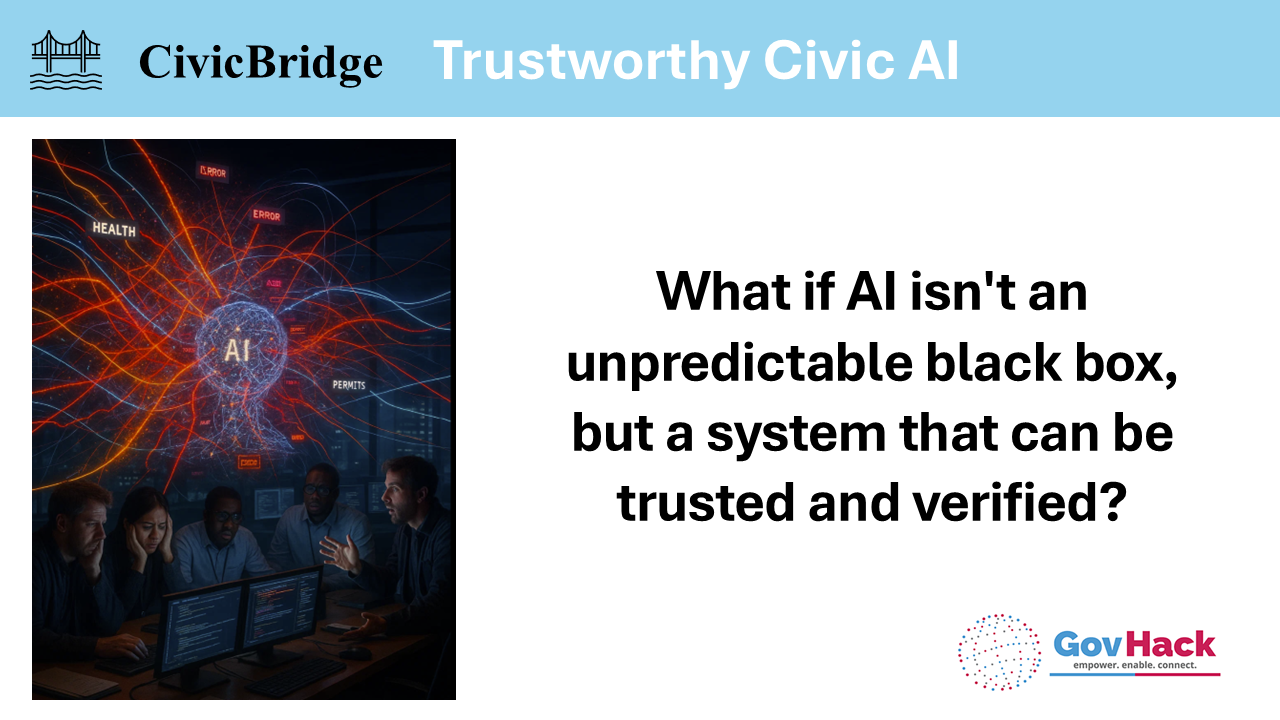 CivicBridge
Trustworthy Civic AI
ERROR
ERROR
HEALTH
AI
PERMITS
What if AI isn't an
unpredictable black box,
but a system that can be
trusted and verified?
GovHack
empower. enable. connect.